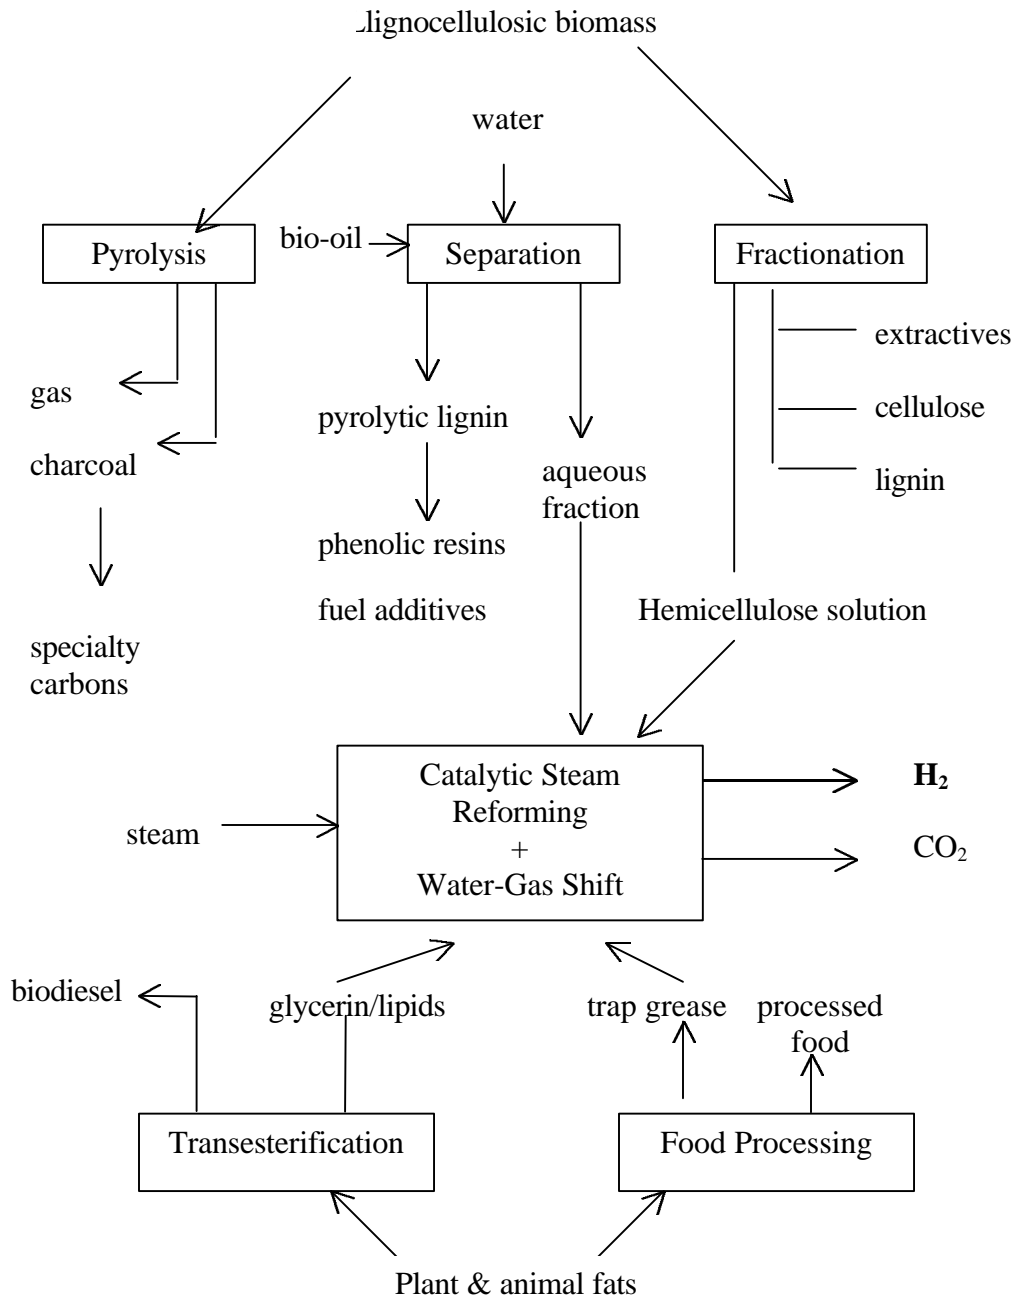 lignocellulosic biomass
water
bio-oil
Pyrolysis
Separation
Fractionation
extractives
gas
cellulose
pyrolytic lignin
charcoal
aqueous
fraction
lignin
phenolic resins
fuel additives
Hemicellulose solution
specialty
carbons
Catalytic Steam
Reforming
+
Water-Gas Shift
H₂
steam
CO₂
biodiesel
glycerin/lipids
trap grease
processed
food
Transesterification
Food Processing
Plant & animal fats